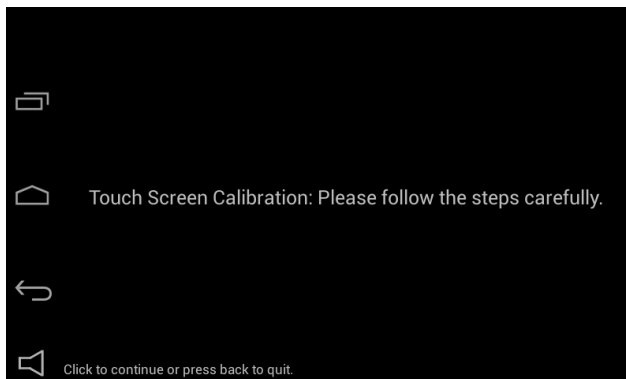 Touch Screen Calibration: Please follow the steps carefully.
Click to continue or press back to quit.